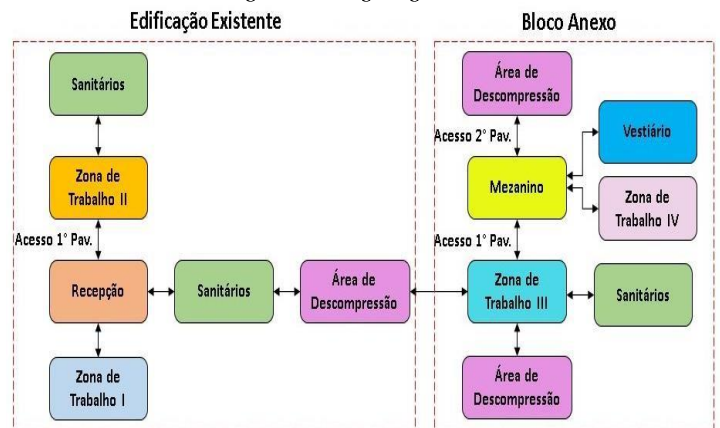 Edificação Existente
Bloco Anexo
Sanitários
Zona de
Trabalho II
Acesso 1° Pav.
Recepção
Sanitários
Área de
Descompressão
Zona de
Trabalho I
Área de
Descompressão
Acesso 2° Pav.
Vestiário
Mezanino
Zona de
Trabalho IV
Acesso 1° Pav.
Zona de
Trabalho III
Sanitários
Área de
Descompressão